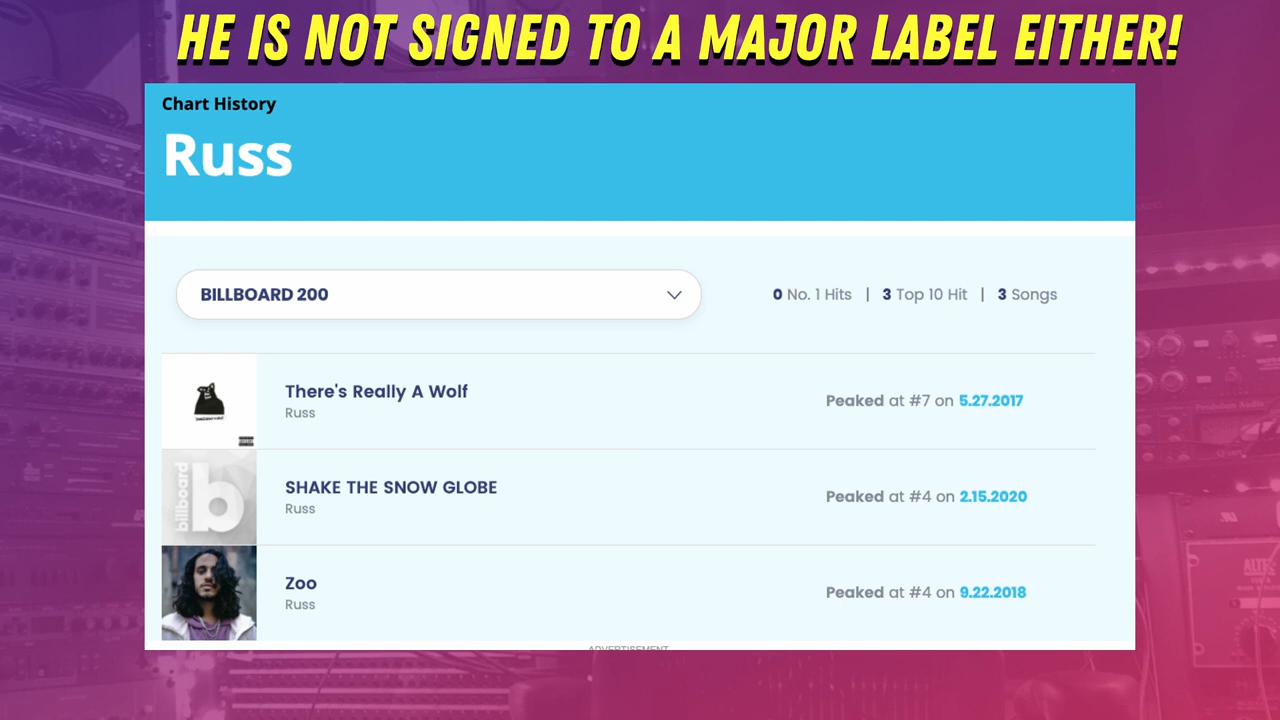 HE IS NOT SIGNED TO A MAJOR LABEL EITHER!
Chart History
Russ
BILLBOARD 200
0 No. 1 Hits | 3 Top 10 Hit | 3 Songs
There's Really A Wolf
Russ
Peaked at #7 on 5.27.2017
billboard
b
SHAKE THE SNOW GLOBE
Russ
Peaked at #4 on 2.15.2020
Zoo
Russ
Peaked at #4 on 9.22.2018
ADVERTISEMENT